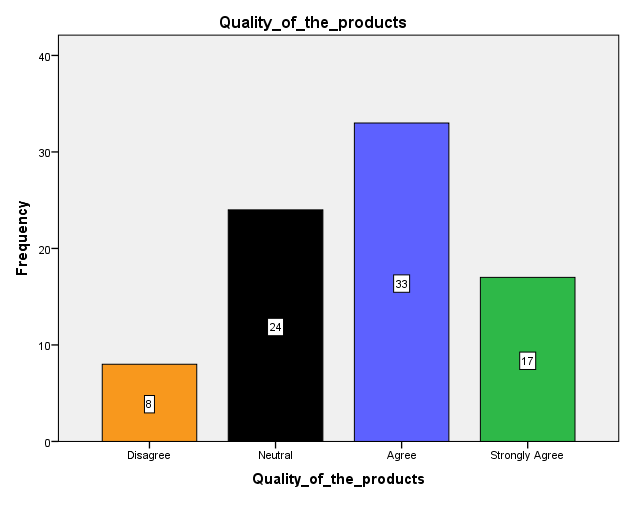 Quality_of_the_products
40
30
20
10
0
Frequency
8
24
33
17
Disagree
Neutral
Agree
Strongly Agree
Quality_of_the_products